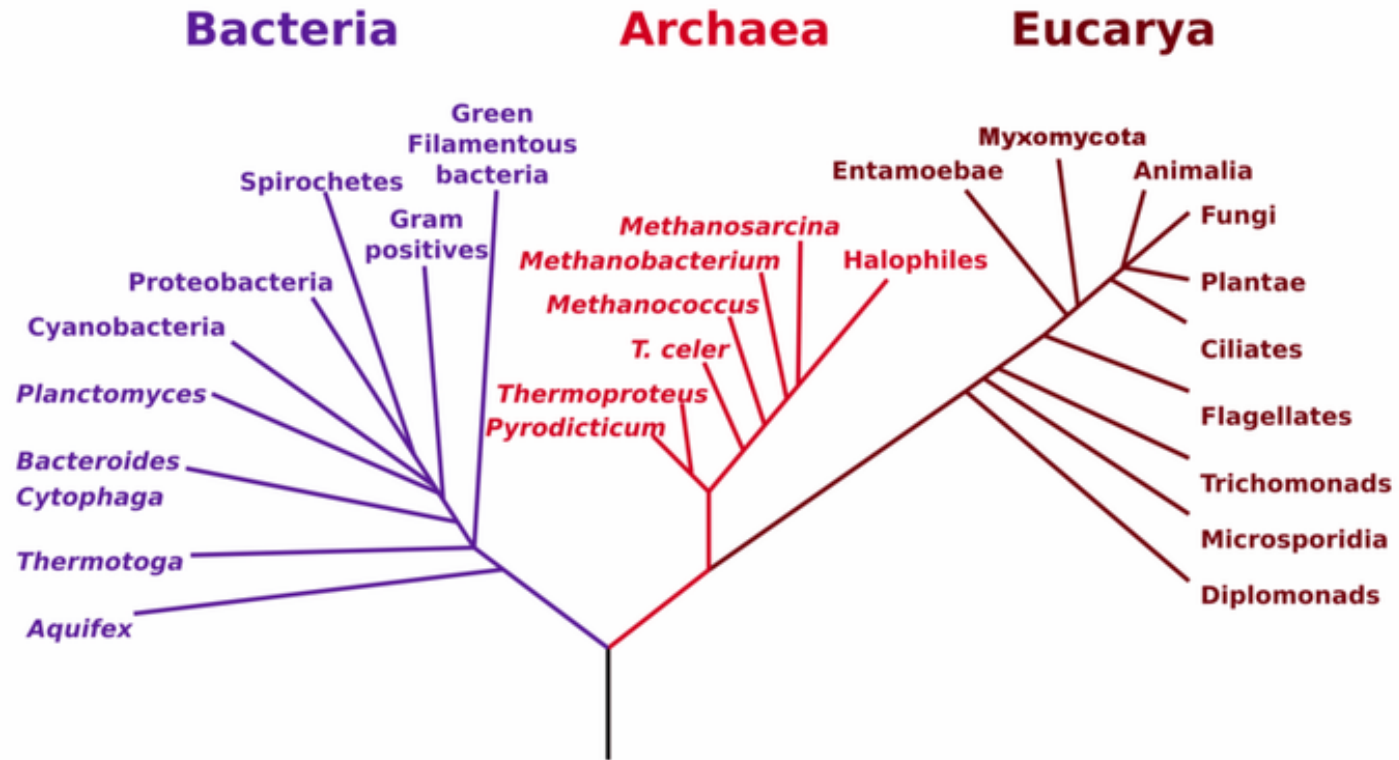 Bacteria
Archaea
Eucarya
Green
Filamentous
bacteria
Spirochetes
Gram
positives
Proteobacteria
Cyanobacteria
Planctomyces
Bacteroides
Cytophaga
Thermotoga
Aquifex
Methanosarcina
Methanobacterium
Halophiles
Methanococcus
T. celer
Thermoproteus
Pyrodicticum
Myxomycota
Entamoebae
Animalia
Fungi
Plantae
Ciliates
Flagellates
Trichomonads
Microsporidia
Diplomonads